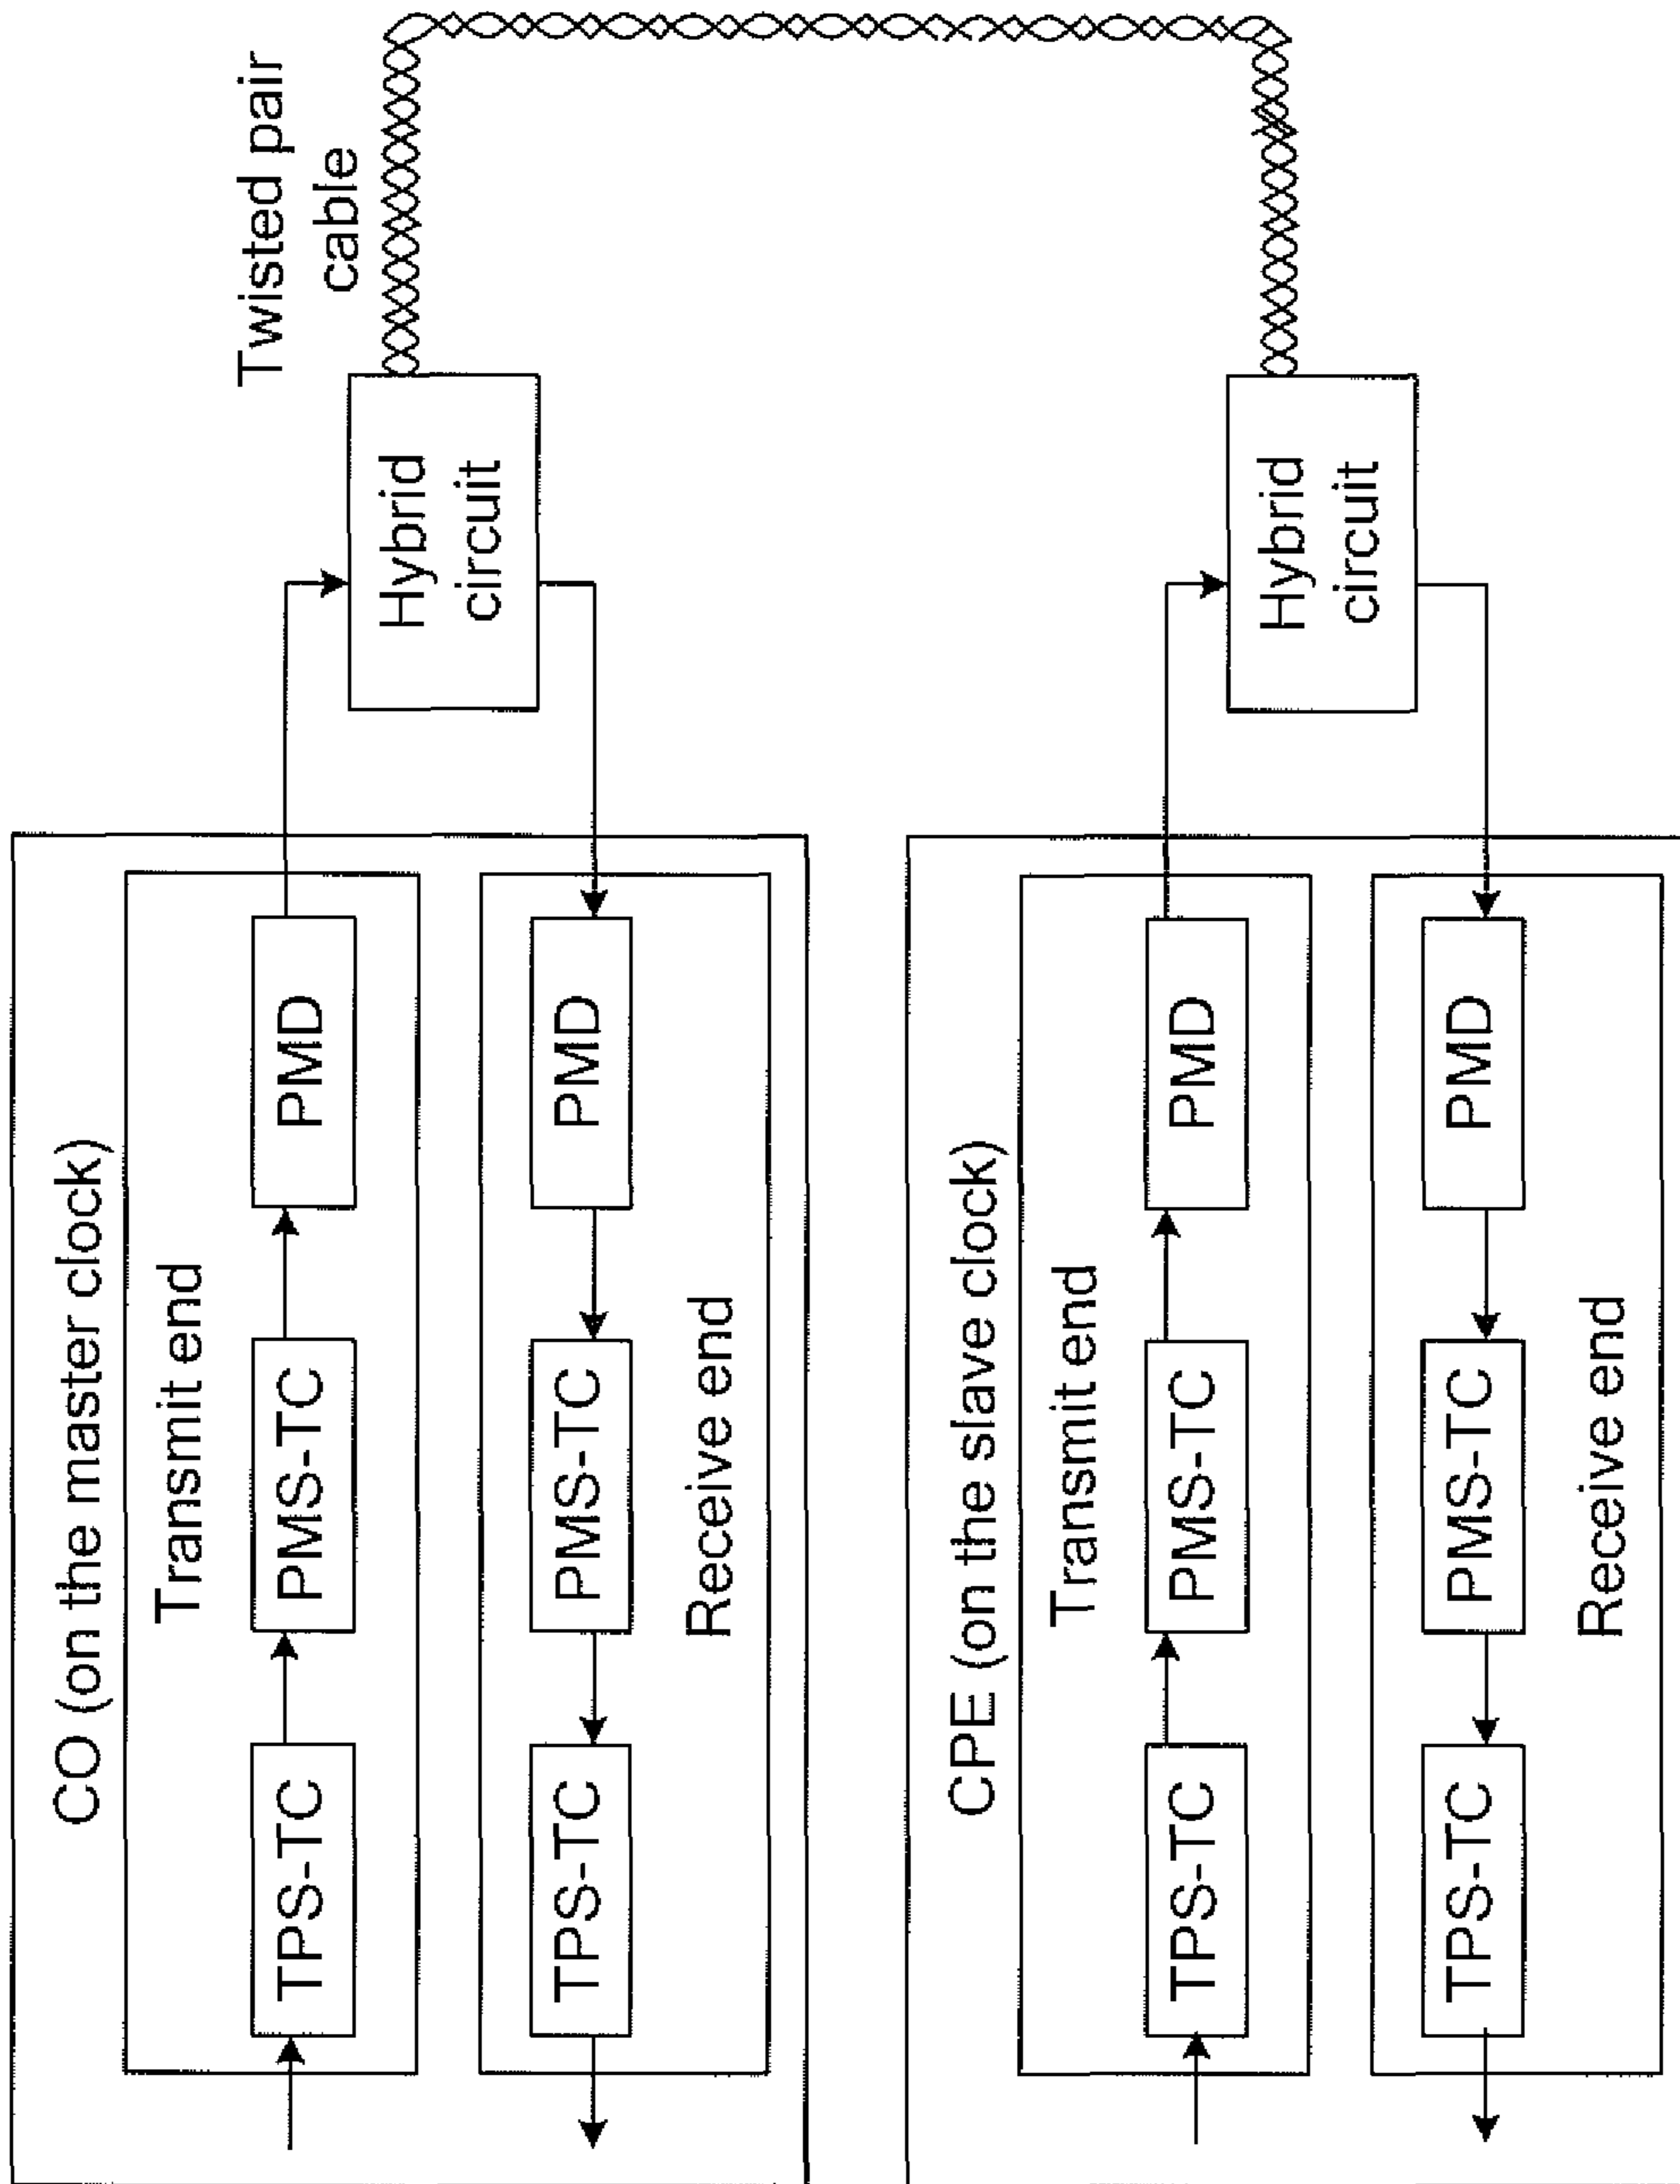 CO (on the master clock)
Transmit end
TPS-TC
PMS-TC
PMD
TPS-TC
PMS-TC
PMD
Receive end
Hybrid
circuit
Twisted pair
cable
CPE (on the slave clock)
Transmit end
TPS-TC
PMS-TC
PMD
TPS-TC
PMS-TC
PMD
Receive end
Hybrid
circuit